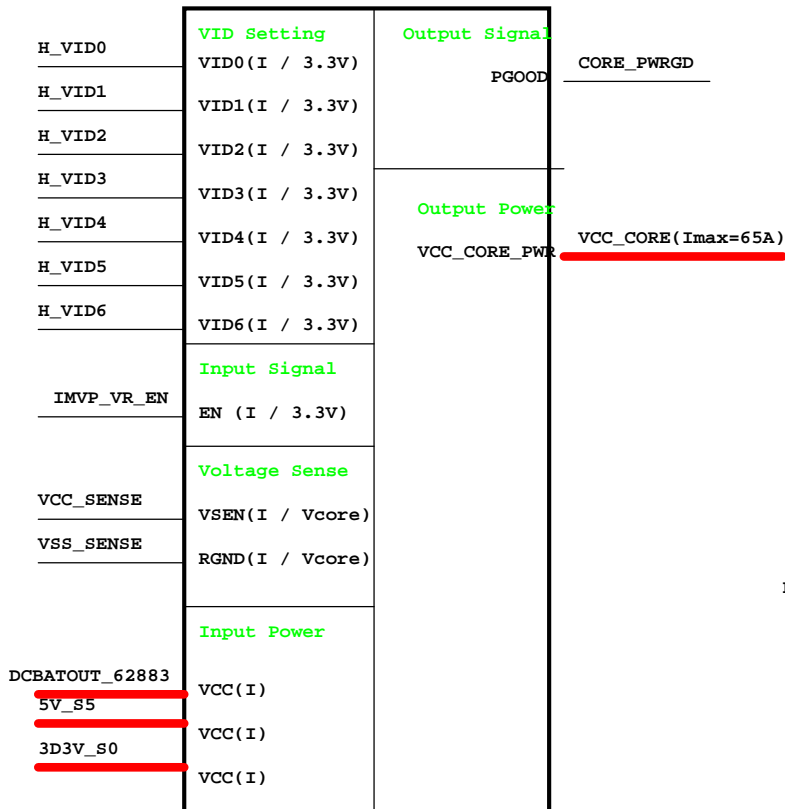 H_VID0
H_VID1
H_VID2
H_VID3
H_VID4
H_VID5
H_VID6
IMVP_VR_EN
VCC_SENSE
VSS_SENSE
DCBATOUT_62883
5V_S5
3D3V_S0
VID Setting
VID0(I / 3.3V)
VID1(I / 3.3V)
VID2(I / 3.3V)
VID3(I / 3.3V)
VID4(I / 3.3V)
VID5(I / 3.3V)
VID6(I / 3.3V)
Input Signal
EN (I / 3.3V)
Voltage Sense
VSEN(I / Vcore)
RGND(I / Vcore)
Input Power
VCC(I)
VCC(I)
VCC(I)
Output Signal
PGOOD
Output Power
VCC_CORE_PWR
CORE_PWRGD
VCC_CORE(Imax=65A)